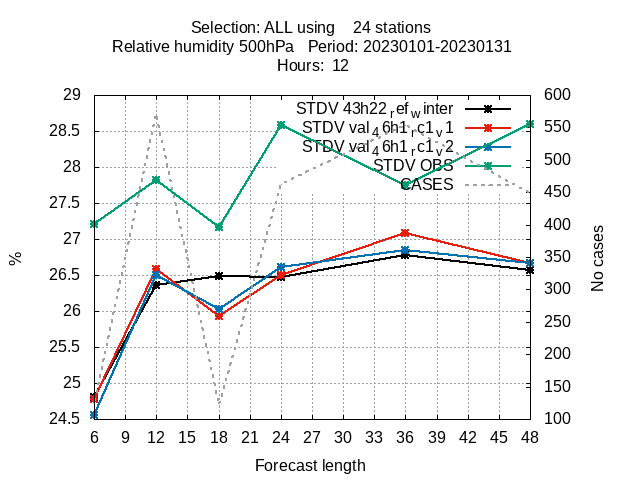 Selection: ALL using    24 stations
Relative humidity 500hPa   Period: 20230101-20230131
Hours:  12
29
28.5
28
27.5
27
26.5
26
25.5
25
24.5
600
550
500
450
400
350
300
250
200
150
100
STDV 43h22_ref_winter
STDV val_46h1_rc1_v1
STDV val_46h1_rc1_v2
STDV OBS
CASES
%
No cases
6 9 12 15 18 21 24 27 30 33 36 39 42 45 48
Forecast length